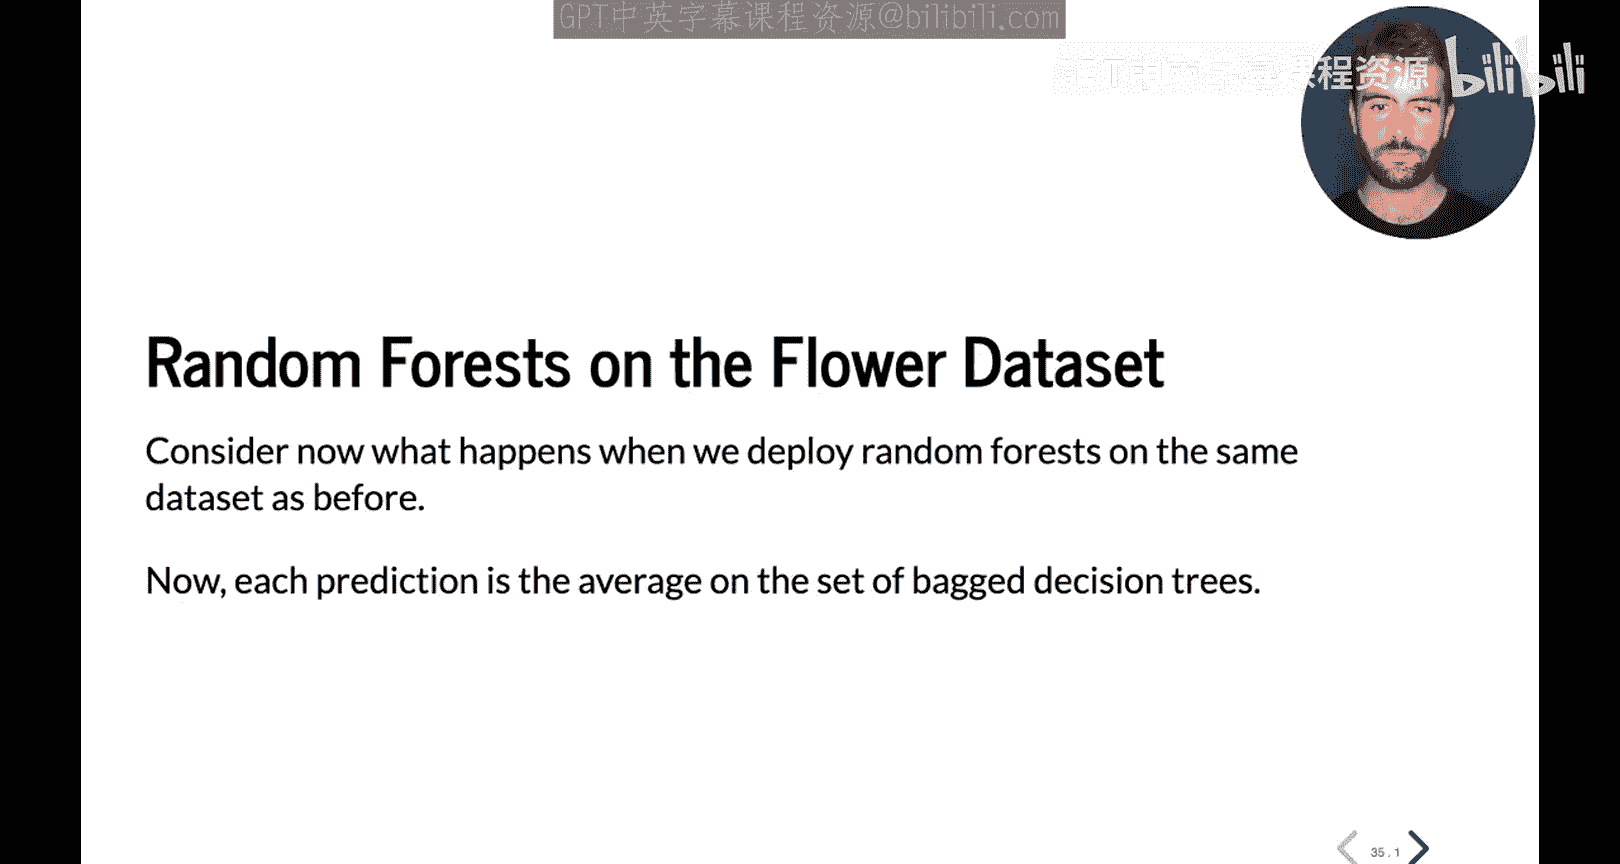 GPT中英字幕课程资源@bilibili.com
课程资源 bilibili
Random Forests on the Flower Dataset
Consider now what happens when we deploy random forests on the same
dataset as before.
Now, each prediction is the average on the set of bagged decision trees.
35.1